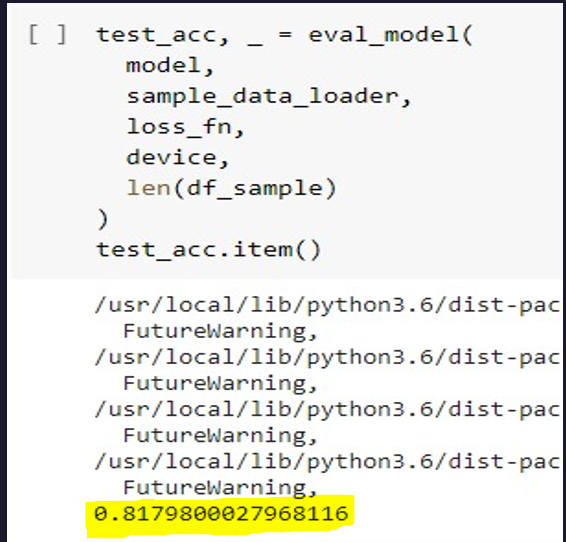 [ ] test_acc, _ = eval_model(
model,
sample_data_loader,
loss_fn,
device,
len(df_sample)
)
test_acc.item()
/usr/local/lib/python3.6/dist-pac
FutureWarning,
/usr/local/lib/python3.6/dist-pac
FutureWarning,
/usr/local/lib/python3.6/dist-pac
FutureWarning,
/usr/local/lib/python3.6/dist-pac
FutureWarning,
0.8179800027968116